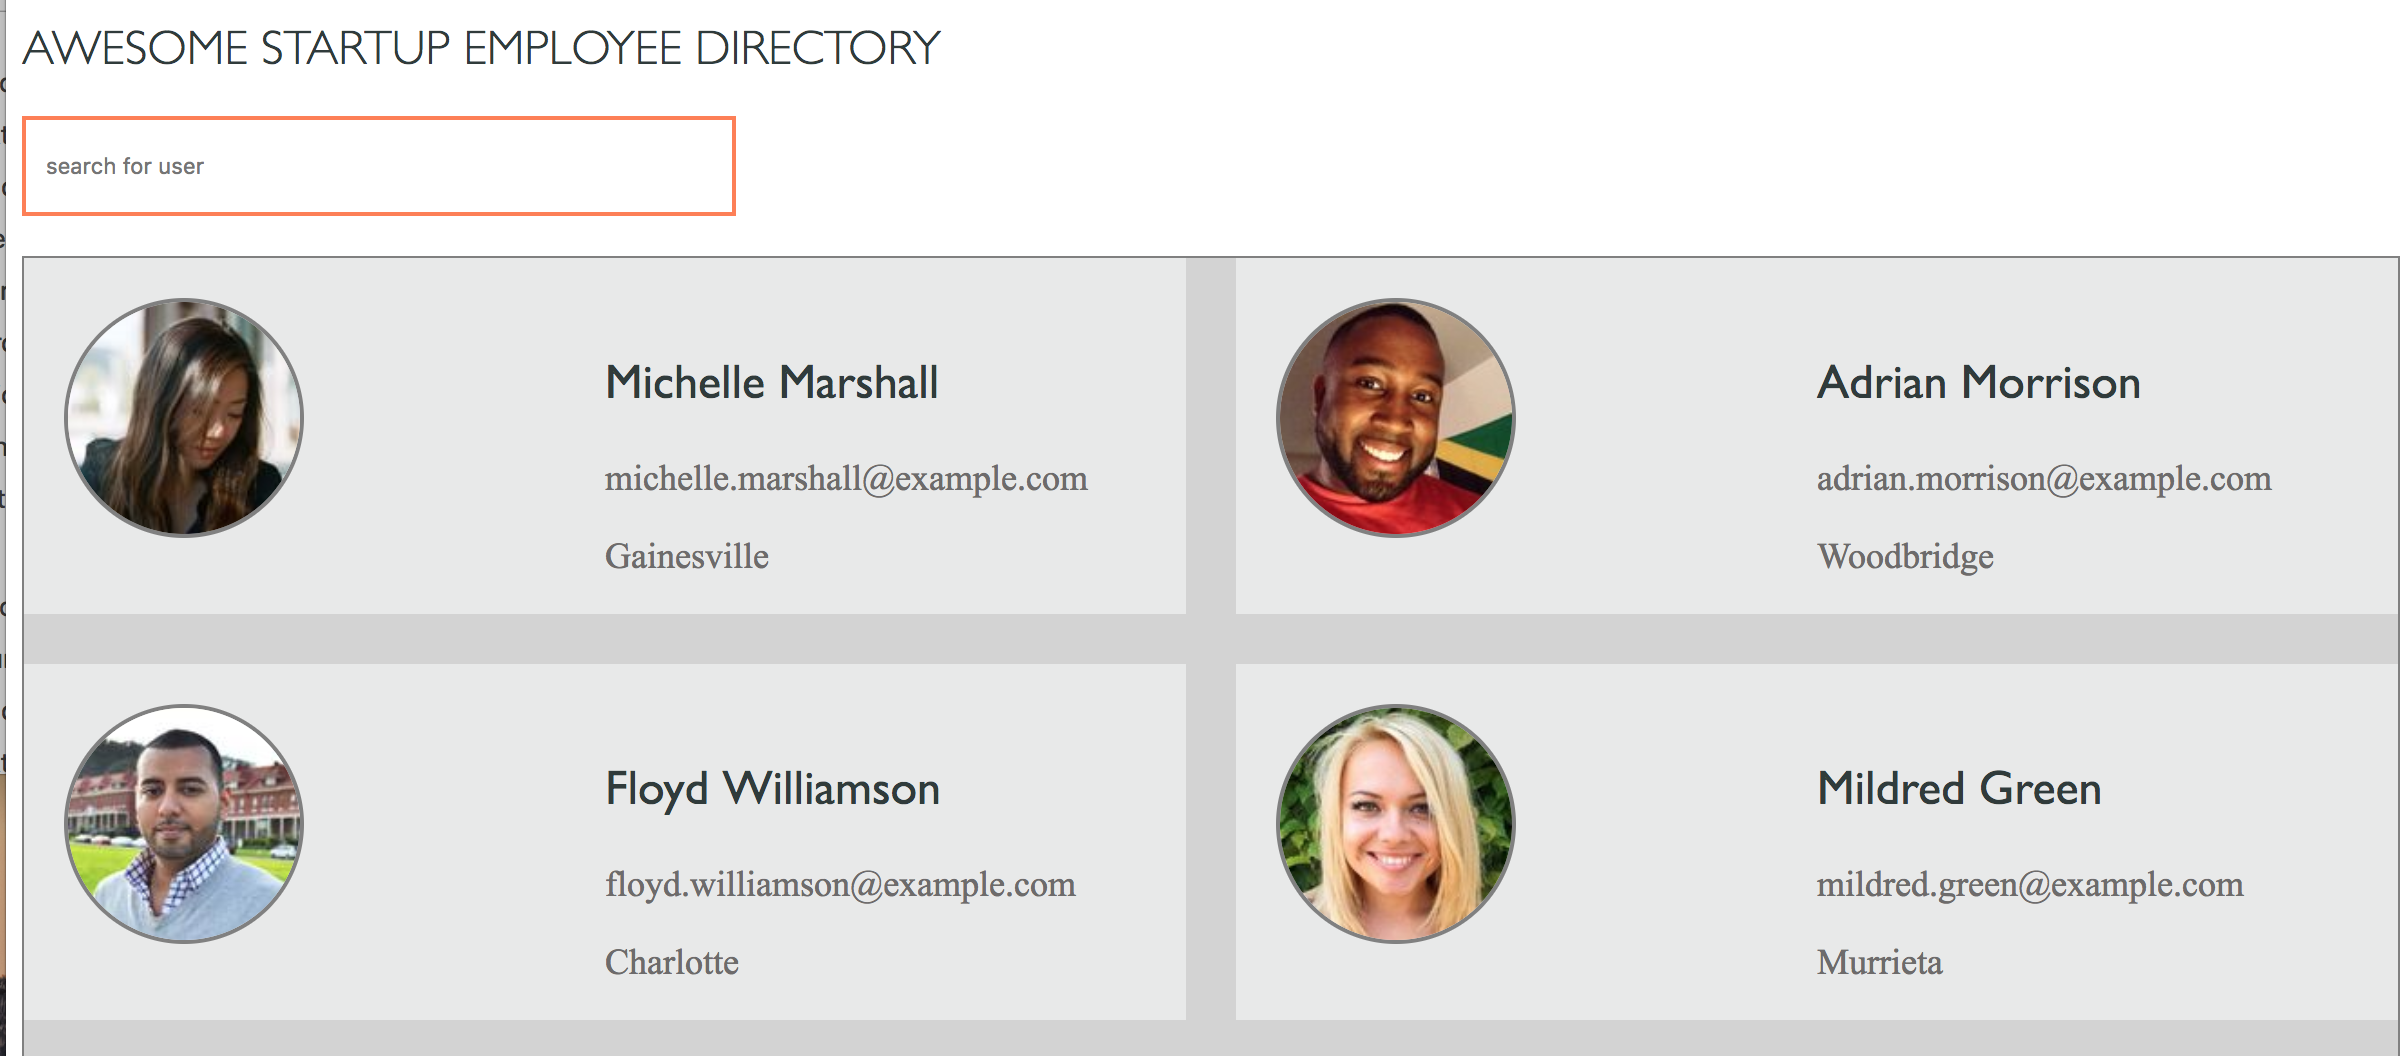 AWESOME STARTUP EMPLOYEE DIRECTORY
search for user
Michelle Marshall
michelle.marshall@example.com
Gainesville
Adrian Morrison
adrian.morrison@example.com
Woodbridge
Floyd Williamson
floyd.williamson@example.com
Charlotte
Mildred Green
mildred.green@example.com
Murrieta